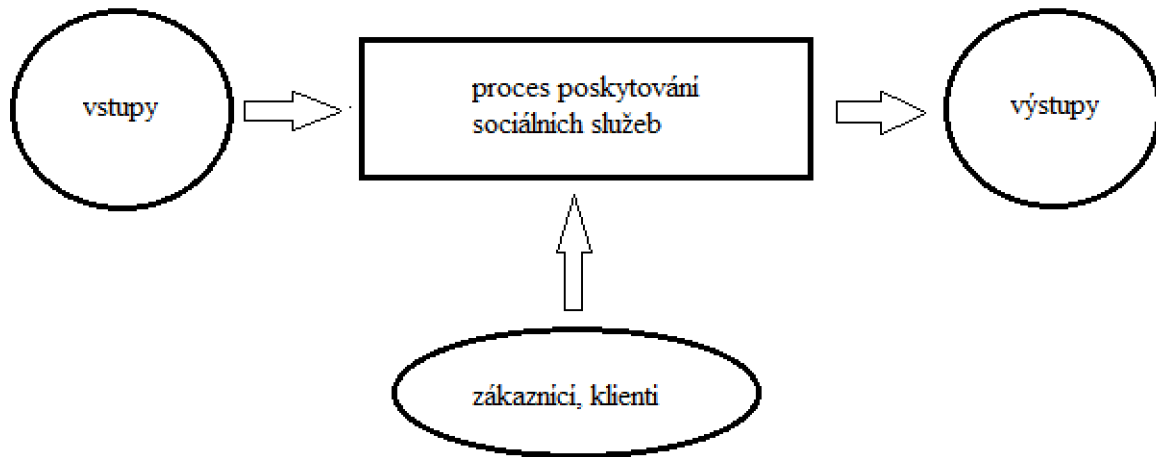 vstupy
proces poskytování
sociálních služeb
výstupy
zákazníci, klienti